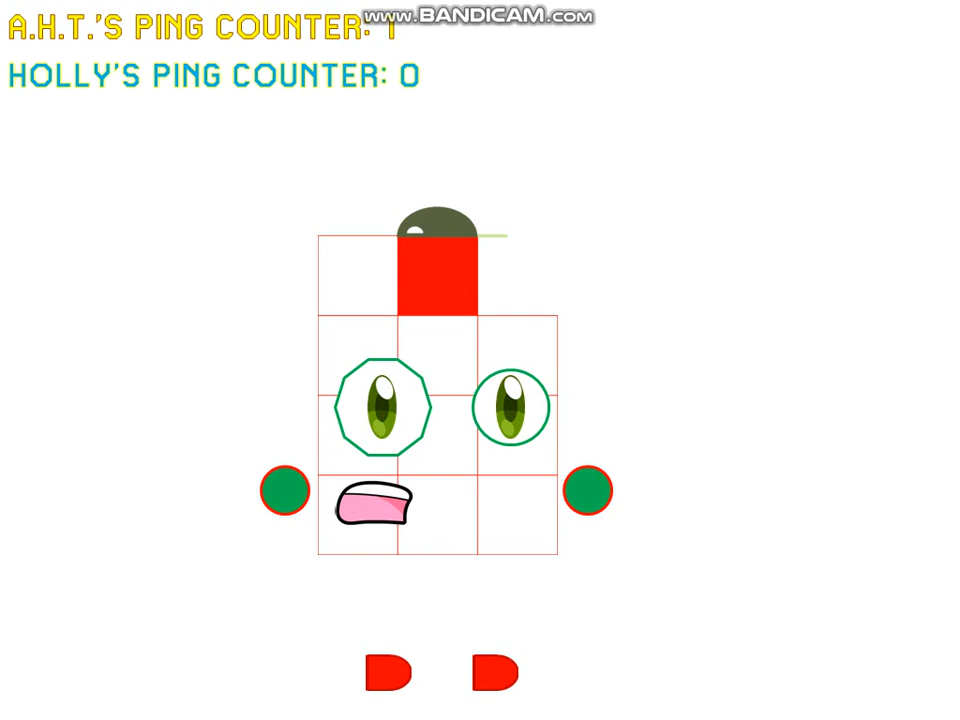 www.BANDICAM.com
A.H.T.'S PING COUNTER: 1
HOLLY'S PING COUNTER: 0